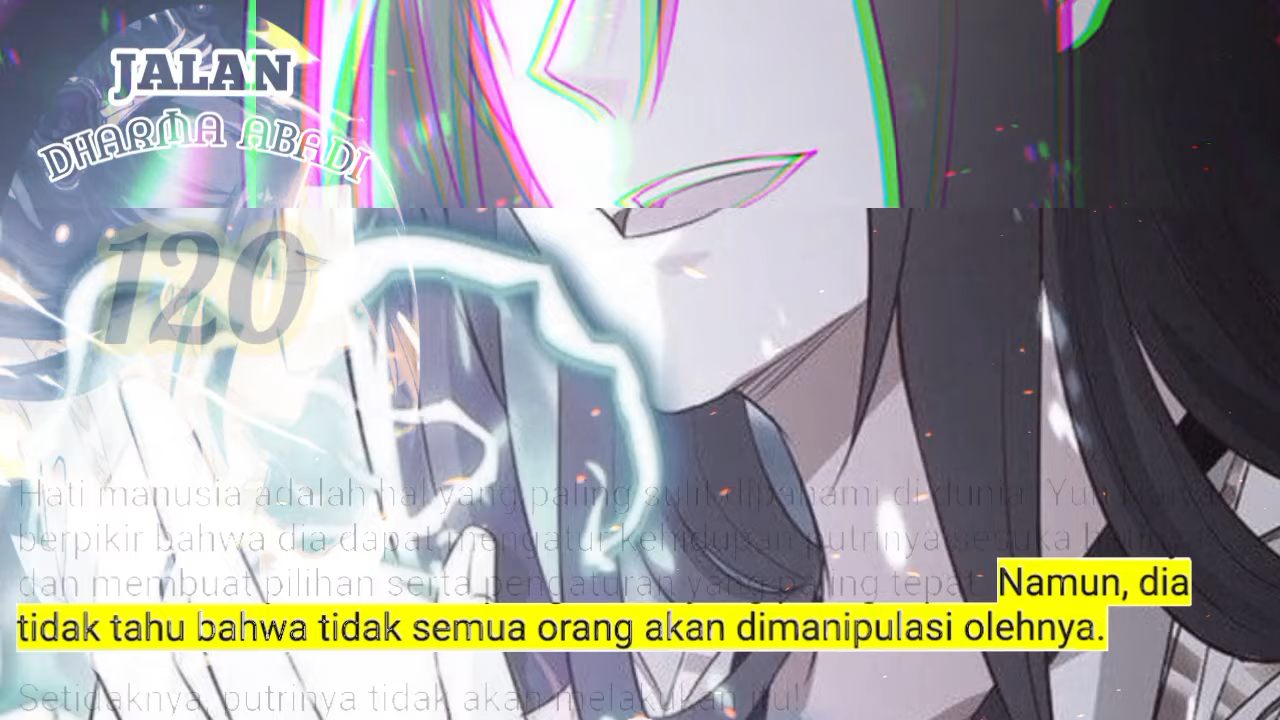 JALAN
DHARMA ABADI
120
Hati manusia adalah hal yang paling sulit dipahami di dunia. Yun
berpikir bahwa dia dapat mengatur kehidupan putrinya sesuka
dan membuat pilihan serta pengaturan yang paling tepat. Namun, dia
tidak tahu bahwa tidak semua orang akan dimanipulasi olehnya.
Setidaknya, putrinya tidak akan melakukan itu!